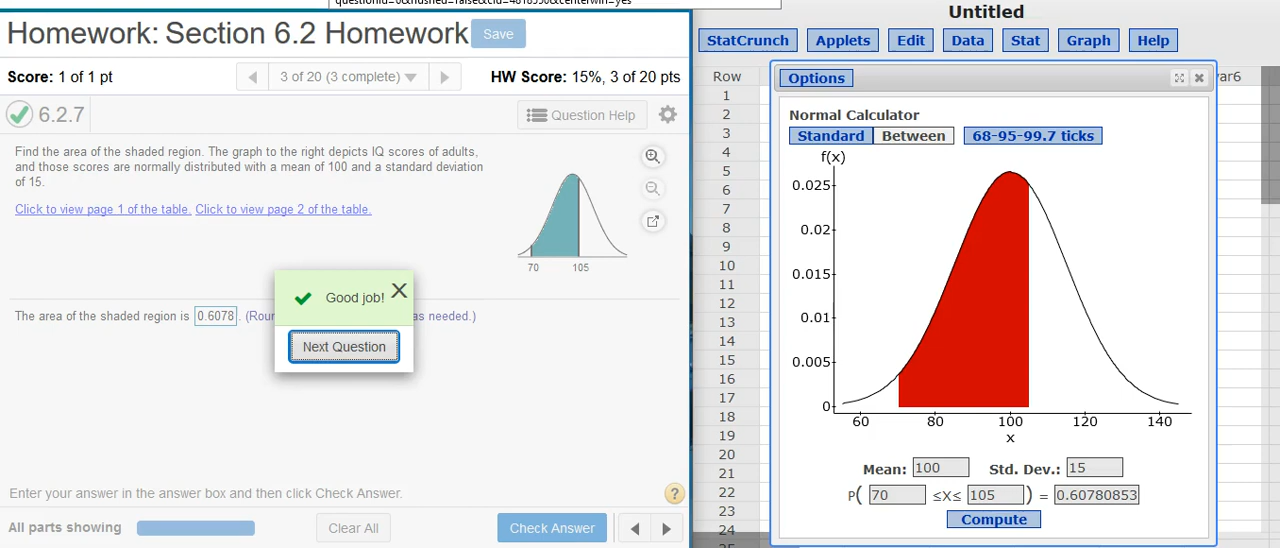 Homework: Section 6.2 Homework
Save
Score: 1 of 1 pt
3 of 20 (3 complete)
HW Score: 15%, 3 of 20 pts
6.2.7
Question Help
Find the area of the shaded region. The graph to the right depicts IQ scores of adults,
and those scores are normally distributed with a mean of 100 and a standard deviation
of 15.
Click to view page 1 of the table. Click to view page 2 of the table.
70 105
Good job! X
Next Question
The area of the shaded region is 0.6078. (Rour as needed.)
Enter your answer in the answer box and then click Check Answer.
?
All parts showing
Clear All
Check Answer
Untitled
StatCrunch Applets Edit Data Stat Graph Help
Row
var6
1
2
3
4
5
6
7
8
9
10
11
12
13
14
15
16
17
18
19
20
21
22
23
24
Options
Normal Calculator
Standard Between 68-95-99.7 ticks
f(x)
0.025
0.02
0.015
0.01
0.005
0
60 80 100 120 140
x
Mean: 100 Std. Dev.: 15
P( 70 ≤X≤ 105 ) = 0.60780853
Compute